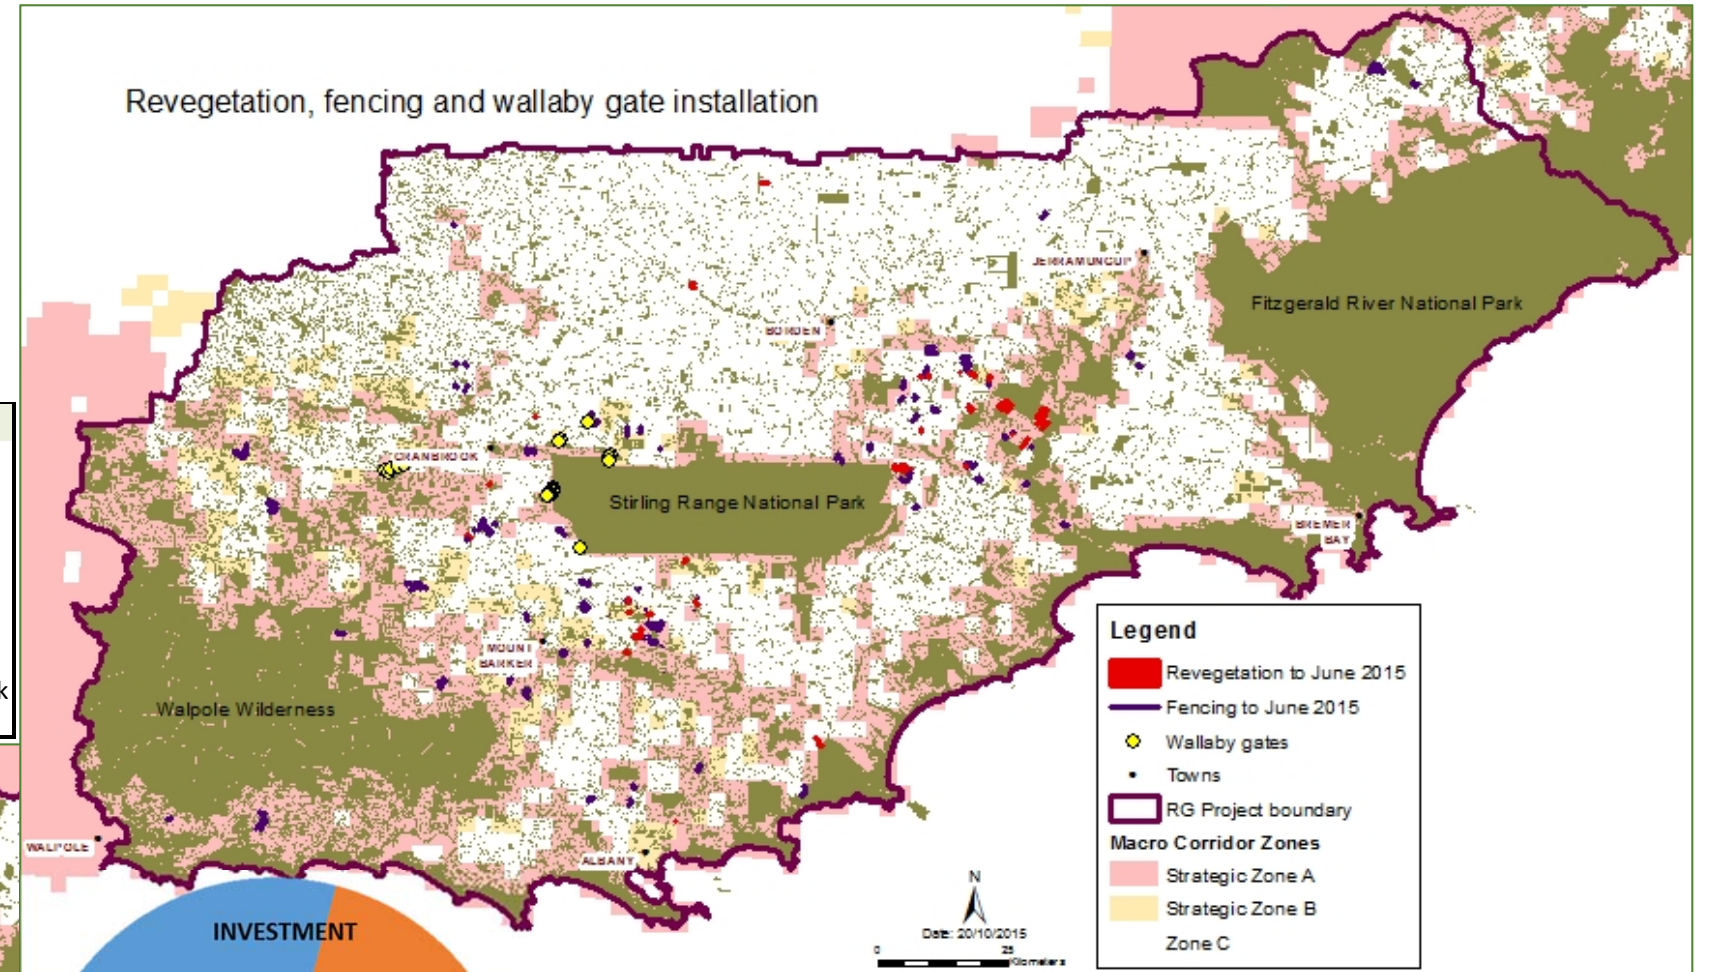 Revegetation, fencing and wallaby gate installation
JERRAMUNGUP
Fitzgerald River National Park
BORDEN
CRANBROOK
Stirling Range National Park
BREMER
BAY
MOUNT
BARKER
Walpole Wilderness
WALPOLE
ALBANY
k
Legend
Revegetation to June 2015
Fencing to June 2015
Wallaby gates
Towns
RG Project boundary
Macro Corridor Zones
Strategic Zone A
Strategic Zone B
Zone C
N
Date: 20/10/2015
0 25
Kilometers
INVESTMENT